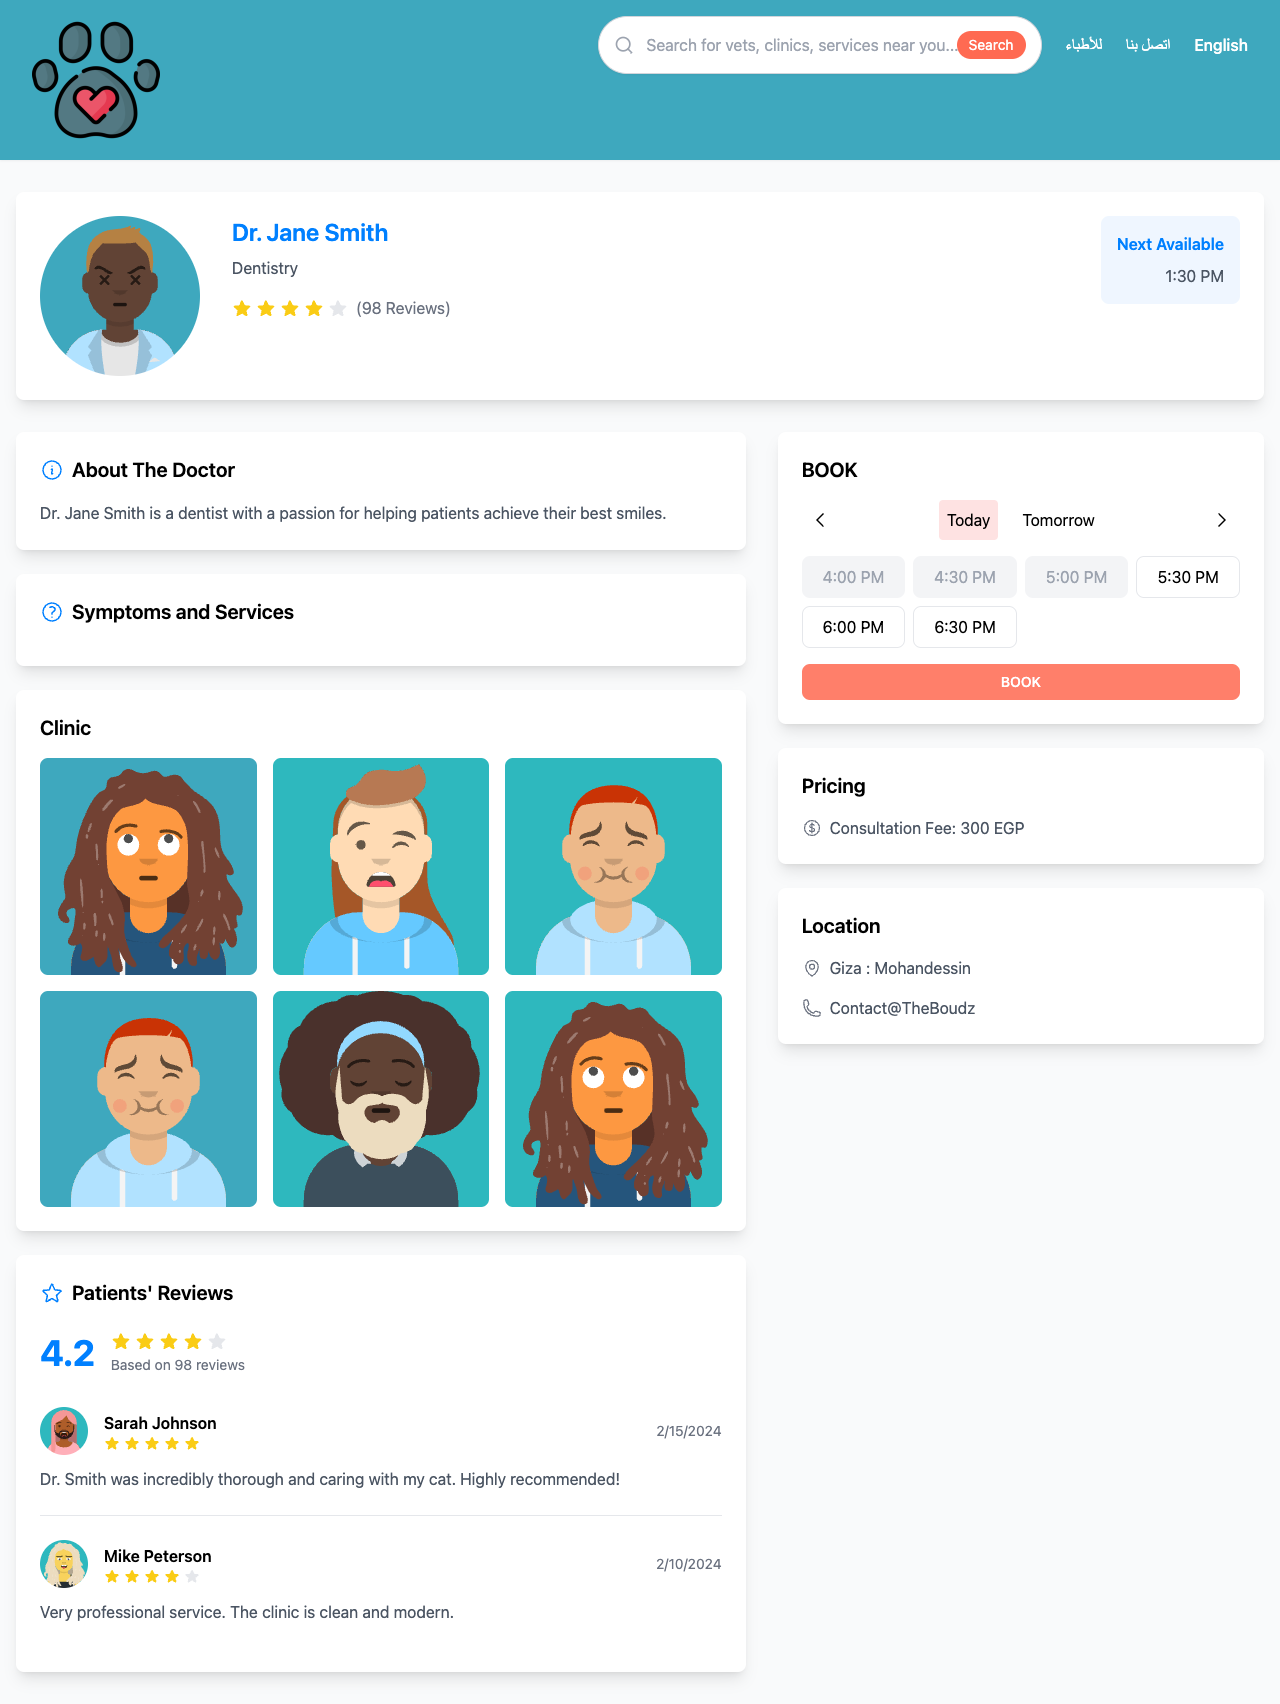 Search for vets, clinics, services near you...
Search
للأطباء
اتصل بنا
English
Dr. Jane Smith
Dentistry
(98 Reviews)
Next Available
1:30 PM
About The Doctor
Dr. Jane Smith is a dentist with a passion for helping patients achieve their best smiles.
Symptoms and Services
Clinic
Patients' Reviews
4.2
Based on 98 reviews
Sarah Johnson
2/15/2024
Dr. Smith was incredibly thorough and caring with my cat. Highly recommended!
Mike Peterson
2/10/2024
Very professional service. The clinic is clean and modern.
BOOK
Today Tomorrow
4:00 PM 4:30 PM 5:00 PM 5:30 PM
6:00 PM 6:30 PM
BOOK
Pricing
Consultation Fee: 300 EGP
Location
Giza : Mohandessin
Contact@TheBoudz